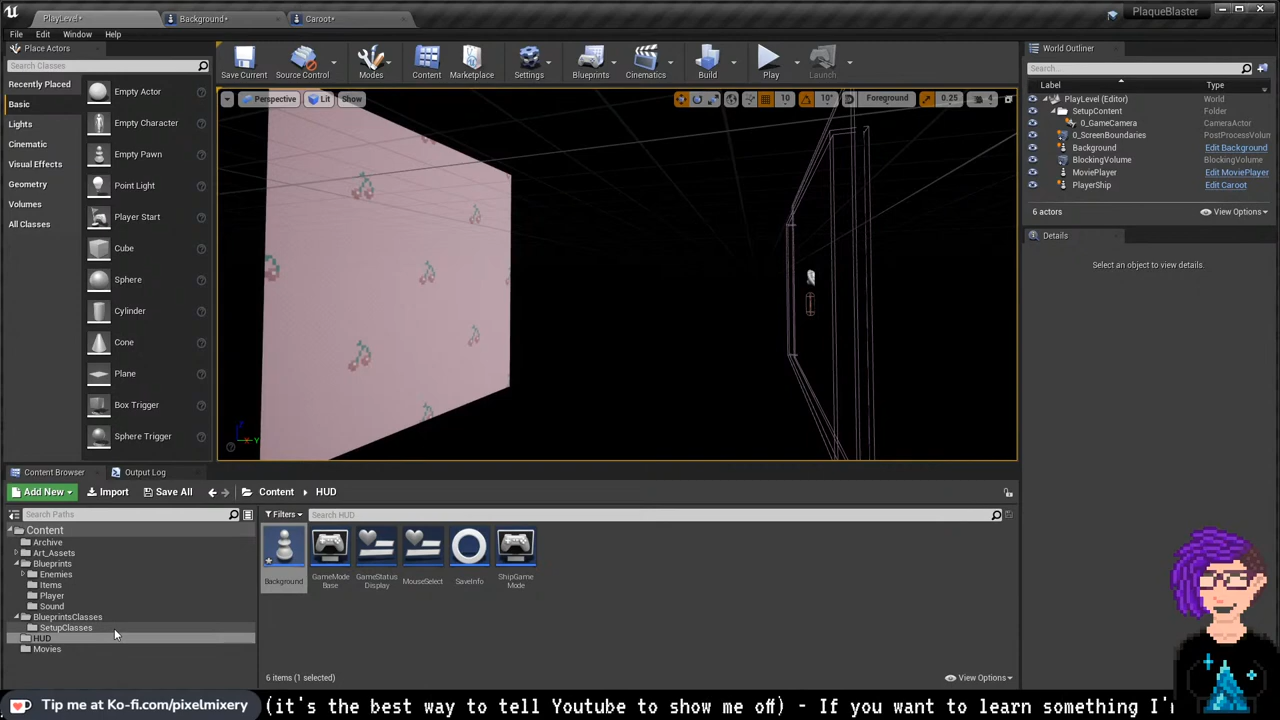 PlayLevel*
Background*
Caroot*
PlaqueBlaster
File
Edit
Window
Help
Place Actors
Search Classes
Recently Placed
Basic
Lights
Cinematic
Visual Effects
Geometry
Volumes
All Classes
Empty Actor
Empty Character
Empty Pawn
Point Light
Player Start
Cube
Sphere
Cylinder
Cone
Plane
Box Trigger
Sphere Trigger
Save Current
Source Control
Modes
Content
Marketplace
Settings
Blueprints
Cinematics
Build
Play
Launch
Perspective
Lit
Show
10
10°
Foreground
0.25
4
World Outliner
Search...
Label
Type
PlayLevel (Editor)
World
SetupContent
Folder
0_GameCamera
CameraActor
0_ScreenBoundaries
PostProcessVolum
Background
Edit Background
BlockingVolume
BlockingVolume
MoviePlayer
Edit MoviePlayer
PlayerShip
Edit Caroot
6 actors
View Options
Details
Select an object to view details.
Content Browser
Output Log
Add New
Import
Save All
Content
HUD
Search Paths
Filters
Search HUD
Content
Archive
Art_Assets
Blueprints
Enemies
Items
Player
Sound
BlueprintsClasses
SetupClasses
HUD
Movies
Background
GameMode
Base
GameStatus
Display
MouseSelect
SaveInfo
ShipGame
Mode
6 items (1 selected)
View Options
Tip me at Ko-fi.com/pixelmixery
(it's the best way to tell Youtube to show me off) - If you want to learn something I'm